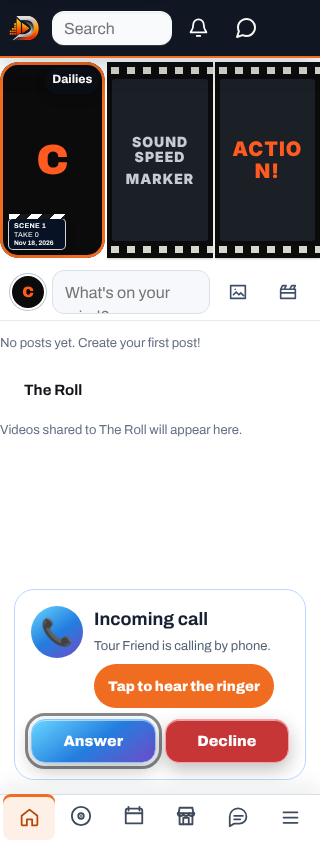 Search
Dailies
C
SCENE 1
TAKE 0
Nov 18, 2026
SOUND
SPEED
MARKER
ACTIO
N!
C
What's on your
No posts yet. Create your first post!
The Roll
Videos shared to The Roll will appear here.
Incoming call
Tour Friend is calling by phone.
Tap to hear the ringer
Answer
Decline